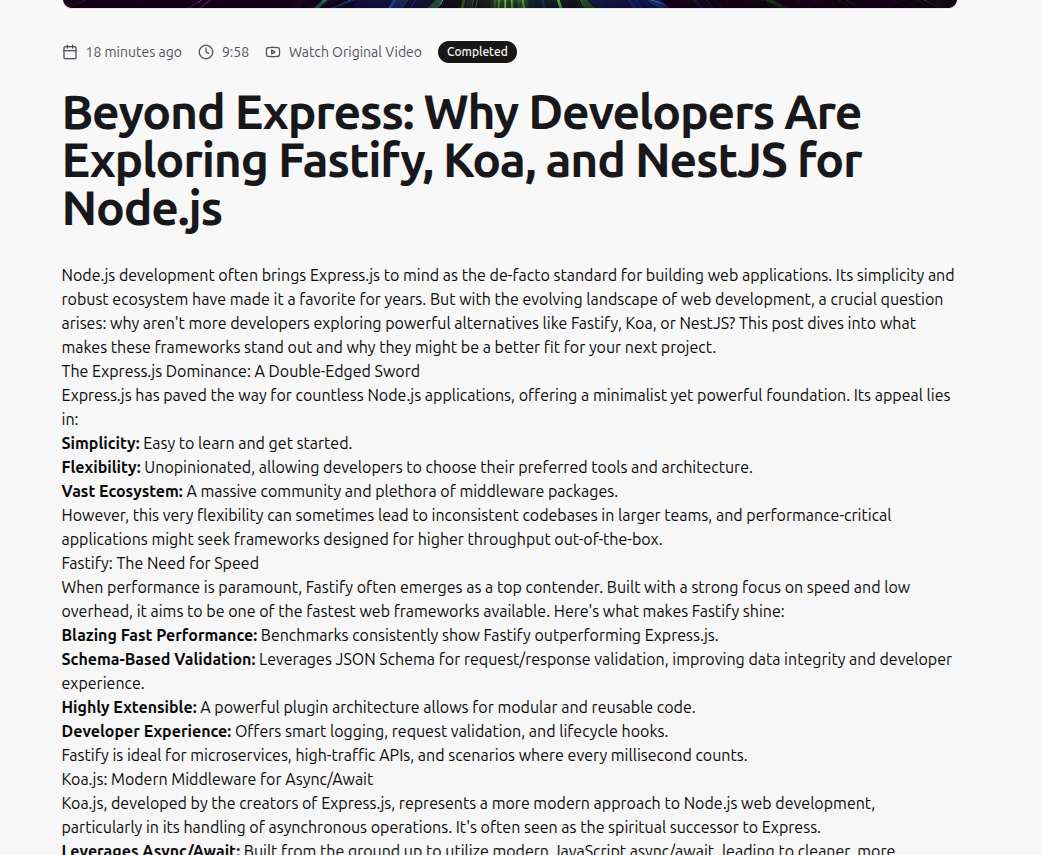 18 minutes ago 9:58 Watch Original Video Completed
Beyond Express: Why Developers Are
Exploring Fastify, Koa, and NestJS for
Node.js
Node.js development often brings Express.js to mind as the de-facto standard for building web applications. Its simplicity and
robust ecosystem have made it a favorite for years. But with the evolving landscape of web development, a crucial question
arises: why aren't more developers exploring powerful alternatives like Fastify, Koa, or NestJS? This post dives into what
makes these frameworks stand out and why they might be a better fit for your next project.
The Express.js Dominance: A Double-Edged Sword
Express.js has paved the way for countless Node.js applications, offering a minimalist yet powerful foundation. Its appeal lies
in:
Simplicity: Easy to learn and get started.
Flexibility: Unopinionated, allowing developers to choose their preferred tools and architecture.
Vast Ecosystem: A massive community and plethora of middleware packages.
However, this very flexibility can sometimes lead to inconsistent codebases in larger teams, and performance-critical
applications might seek frameworks designed for higher throughput out-of-the-box.
Fastify: The Need for Speed
When performance is paramount, Fastify often emerges as a top contender. Built with a strong focus on speed and low
overhead, it aims to be one of the fastest web frameworks available. Here's what makes Fastify shine:
Blazing Fast Performance: Benchmarks consistently show Fastify outperforming Express.js.
Schema-Based Validation: Leverages JSON Schema for request/response validation, improving data integrity and developer
experience.
Highly Extensible: A powerful plugin architecture allows for modular and reusable code.
Developer Experience: Offers smart logging, request validation, and lifecycle hooks.
Fastify is ideal for microservices, high-traffic APIs, and scenarios where every millisecond counts.
Koa.js: Modern Middleware for Async/Await
Koa.js, developed by the creators of Express.js, represents a more modern approach to Node.js web development,
particularly in its handling of asynchronous operations. It's often seen as the spiritual successor to Express.
Leverages Async/Await: Built from the ground up to utilize modern JavaScript async/await, leading to cleaner, more